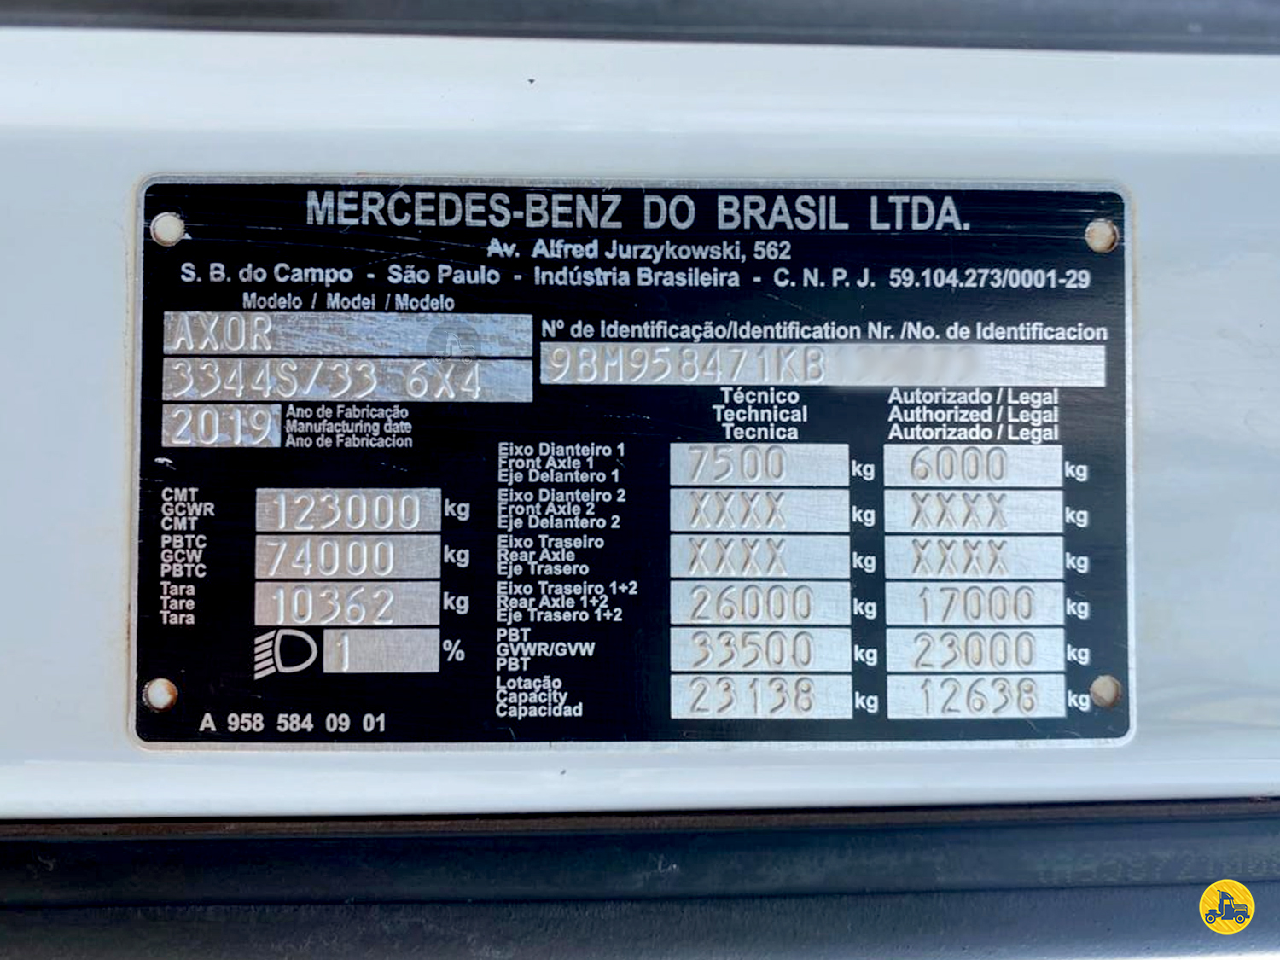 MERCEDES-BENZ DO BRASIL LTDA.
Av. Alfred Jurzykowski, 562
S. B. do Campo - São Paulo - Indústria Brasileira - C. N. P. J. 59.104.273/0001-29
Modelo / Model / Modelo
AXOR
3344S/33 6X4
Nº de Identificação/Identification Nr. /No. de Identificacion
9BM958471KB
2019
Ano de Fabricação
Manufacturing date
Ano de Fabricacion
Técnico
Technical
Tecnica
Autorizado / Legal
Authorized / Legal
Autorizado / Legal
Eixo Dianteiro 1
Front Axle 1
Eje Delantero 1
7500 kg 6000 kg
Eixo Dianteiro 2
Front Axle 2
Eje Delantero 2
XXXX kg XXXX kg
Eixo Traseiro
Rear Axle
Eje Trasero
XXXX kg XXXX kg
Eixo Traseiro 1+2
Rear Axle 1+2
Eje Trasero 1+2
26000 kg 17000 kg
PBT
GVWR/GVW
PBT
33500 kg 23000 kg
Lotação
Capacity
Capacidad
23138 kg 12638 kg
CMT
GCWR
CMT
123000 kg
PBTC
GCW
PBTC
74000 kg
Tara
Tare
Tara
10362 kg
1 %
A 958 584 09 01